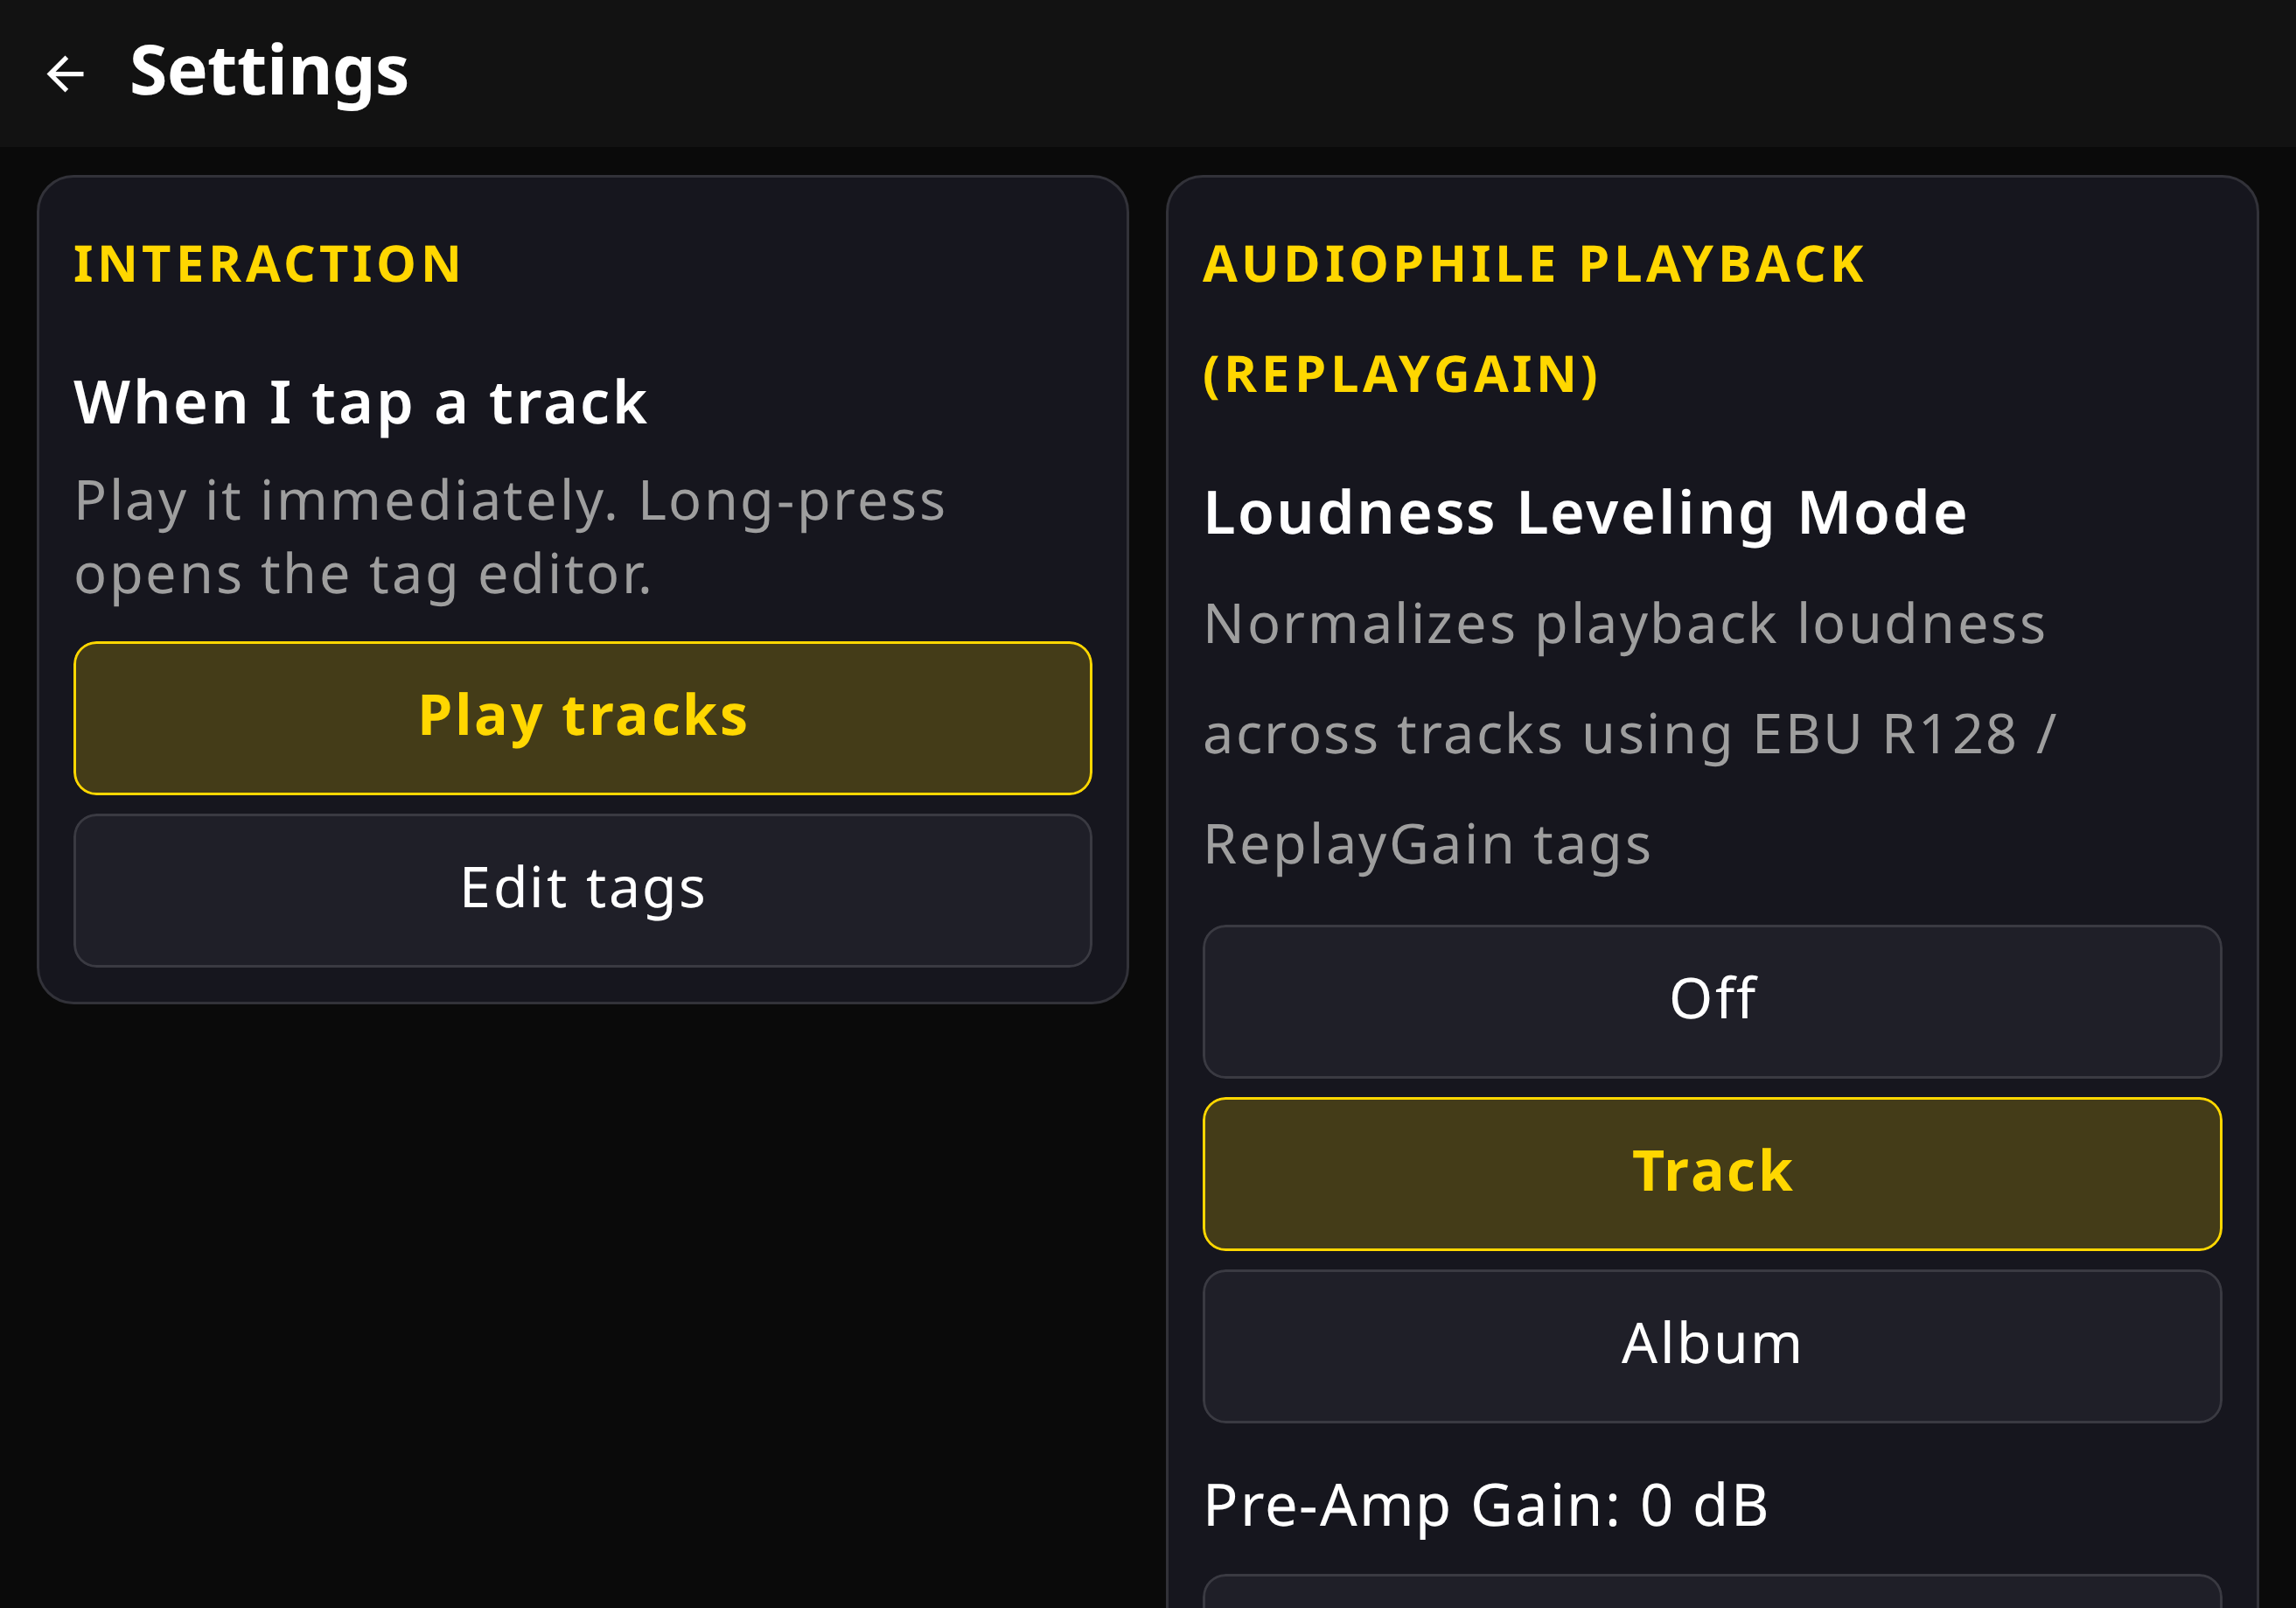 Settings
INTERACTION
When I tap a track
Play it immediately. Long-press
opens the tag editor.
Play tracks
Edit tags
AUDIOPHILE PLAYBACK
(REPLAYGAIN)
Loudness Leveling Mode
Normalizes playback loudness
across tracks using EBU R128 /
ReplayGain tags
Off
Track
Album
Pre-Amp Gain: 0 dB